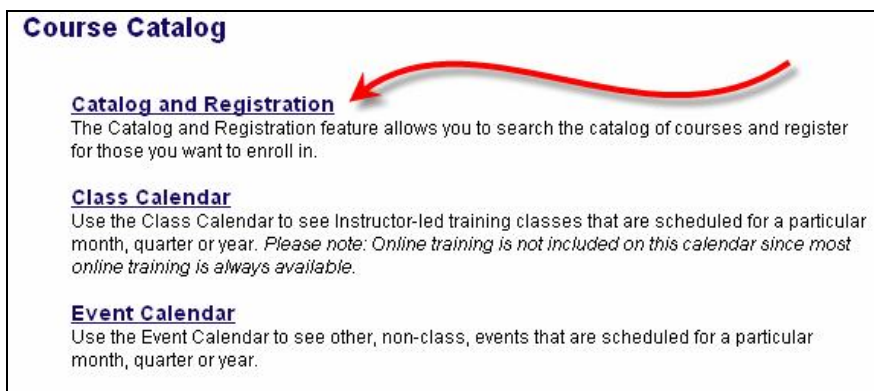 Course Catalog
Catalog and Registration
The Catalog and Registration feature allows you to search the catalog of courses and register
for those you want to enroll in.
Class Calendar
Use the Class Calendar to see Instructor-led training classes that are scheduled for a particular
month, quarter or year. Please note: Online training is not included on this calendar since most
online training is always available.
Event Calendar
Use the Event Calendar to see other, non-class, events that are scheduled for a particular
month, quarter or year.